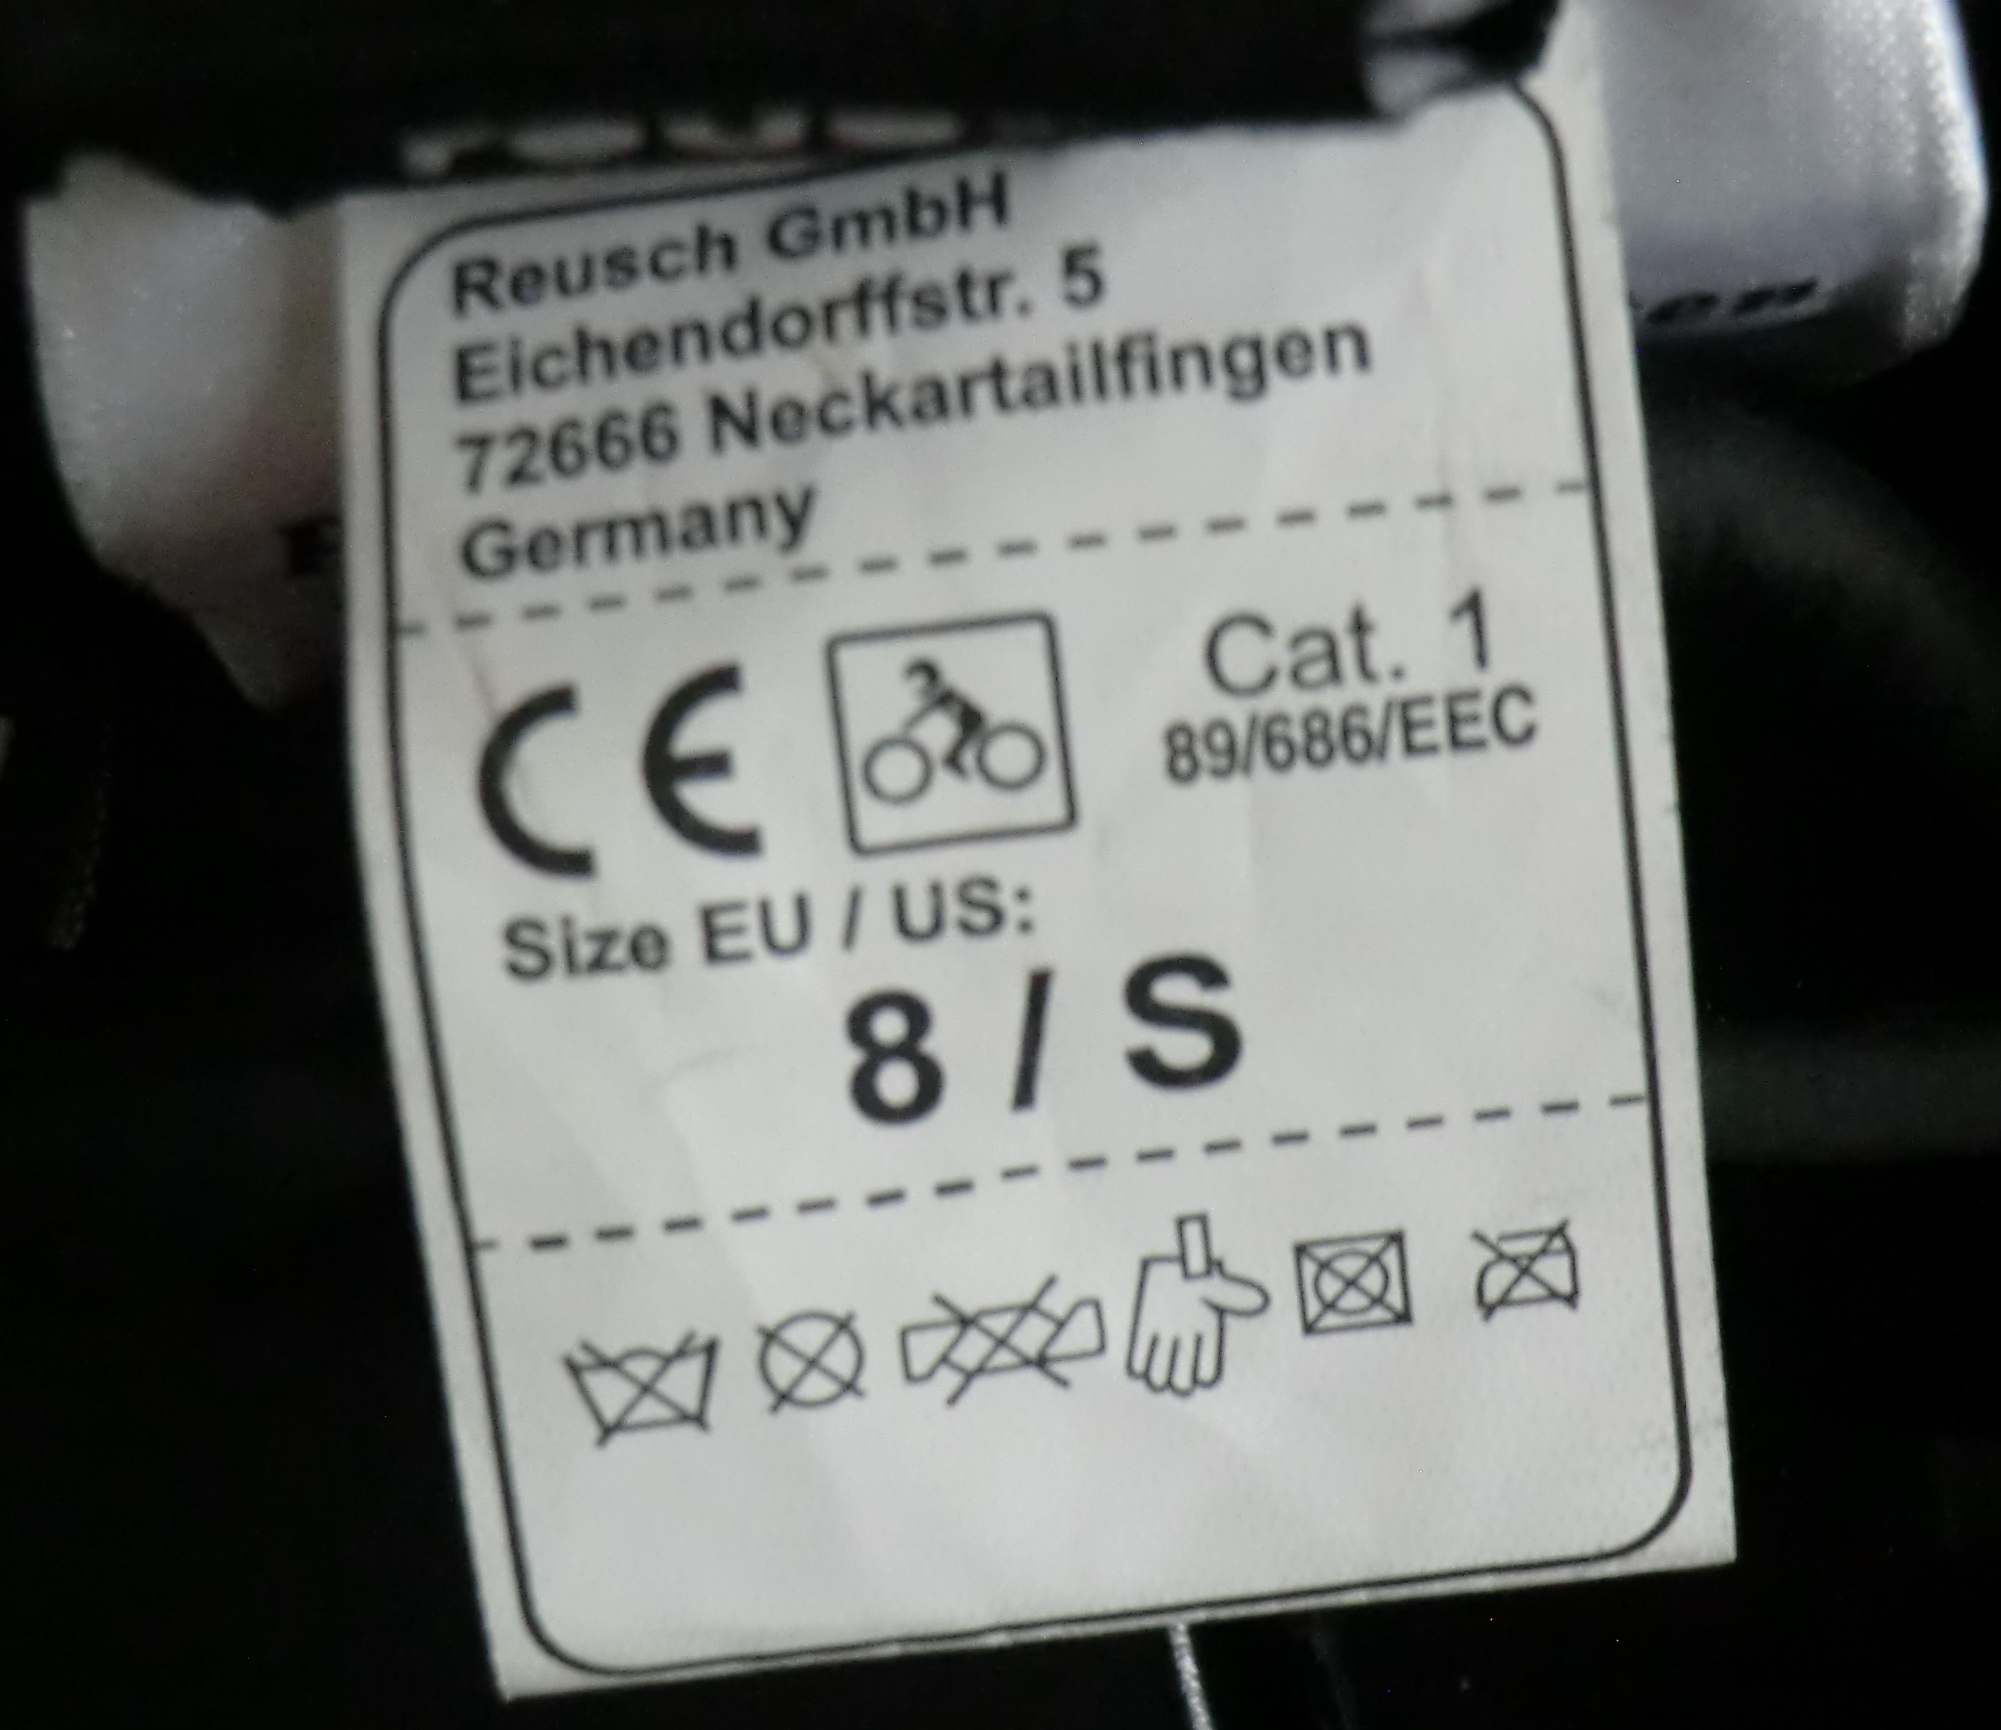 Reusch GmbH
Eichendorffstr. 5
72666 Neckartailfingen
Germany
CE
Cat. 1
89/686/EEC
Size EU / US:
8 / S